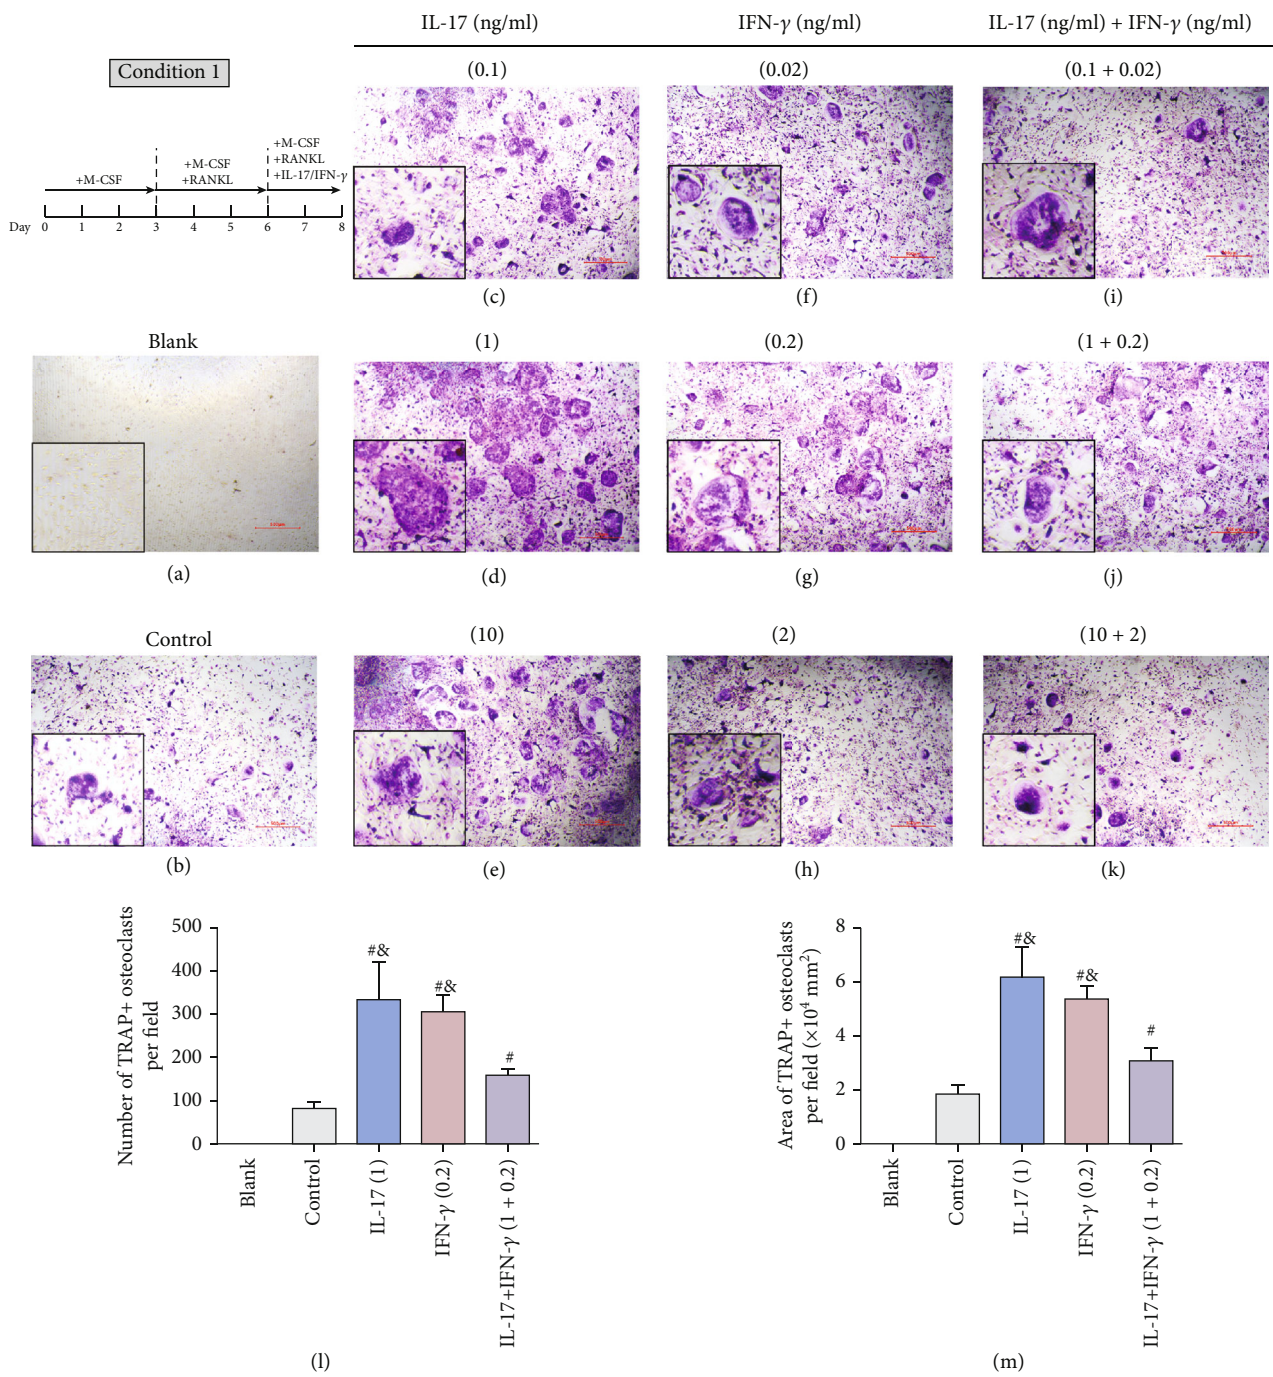 IL-17 (ng/ml)
IFN-γ (ng/ml)
IL-17 (ng/ml) + IFN-γ (ng/ml)
Condition 1
+M-CSF
+M-CSF
+RANKL
+M-CSF
+RANKL
+IL-17/IFN-γ
Day 0 1 2 3 4 5 6 7 8
(0.1)
(0.02)
(0.1 + 0.02)
(c)
(f)
(i)
Blank
(1)
(0.2)
(1 + 0.2)
(a)
(d)
(g)
(j)
Control
(10)
(2)
(10 + 2)
(b)
(e)
(h)
(k)
Number of TRAP+ osteoclasts
per field
500
400
300
200
100
0
#&
#&
#
Blank
Control
IL-17 (1)
IFN-γ (0.2)
IL-17+IFN-γ (1 + 0.2)
(l)
Area of TRAP+ osteoclasts
per field (×10⁴ mm²)
8
6
4
2
0
#&
#&
#
Blank
Control
IL-17 (1)
IFN-γ (0.2)
IL-17+IFN-γ (1 + 0.2)
(m)